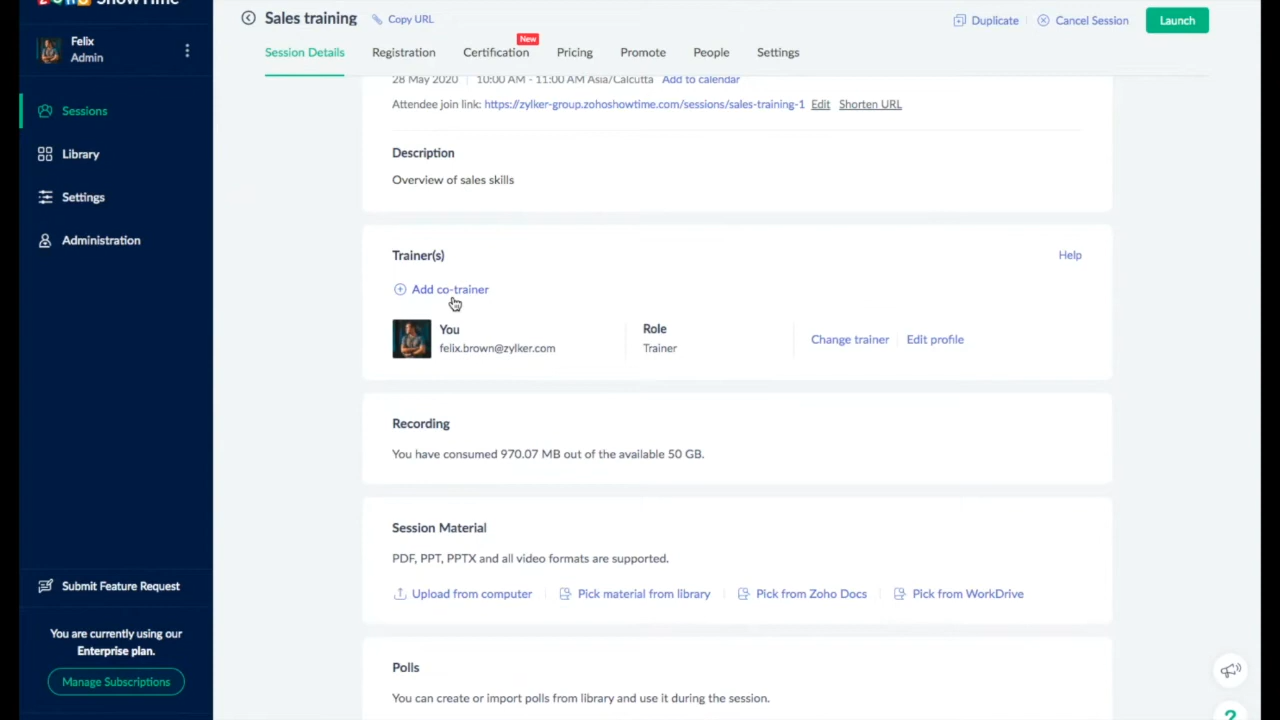 ZOHO ShowTime
Felix
Admin
Sessions
Library
Settings
Administration
Submit Feature Request
You are currently using our
Enterprise plan.
Manage Subscriptions
Sales training
Copy URL
Duplicate
Cancel Session
Launch
Session Details
Registration
Certification
New
Pricing
Promote
People
Settings
28 May 2020 | 10:00 AM - 11:00 AM Asia/Calcutta Add to calendar
Attendee join link: https://zylker-group.zohoshowtime.com/sessions/sales-training-1 Edit Shorten URL
Description
Overview of sales skills
Trainer(s)
Help
Add co-trainer
You
felix.brown@zylker.com
Role
Trainer
Change trainer
Edit profile
Recording
You have consumed 970.07 MB out of the available 50 GB.
Session Material
PDF, PPT, PPTX and all video formats are supported.
Upload from computer
Pick material from library
Pick from Zoho Docs
Pick from WorkDrive
Polls
You can create or import polls from library and use it during the session.
?